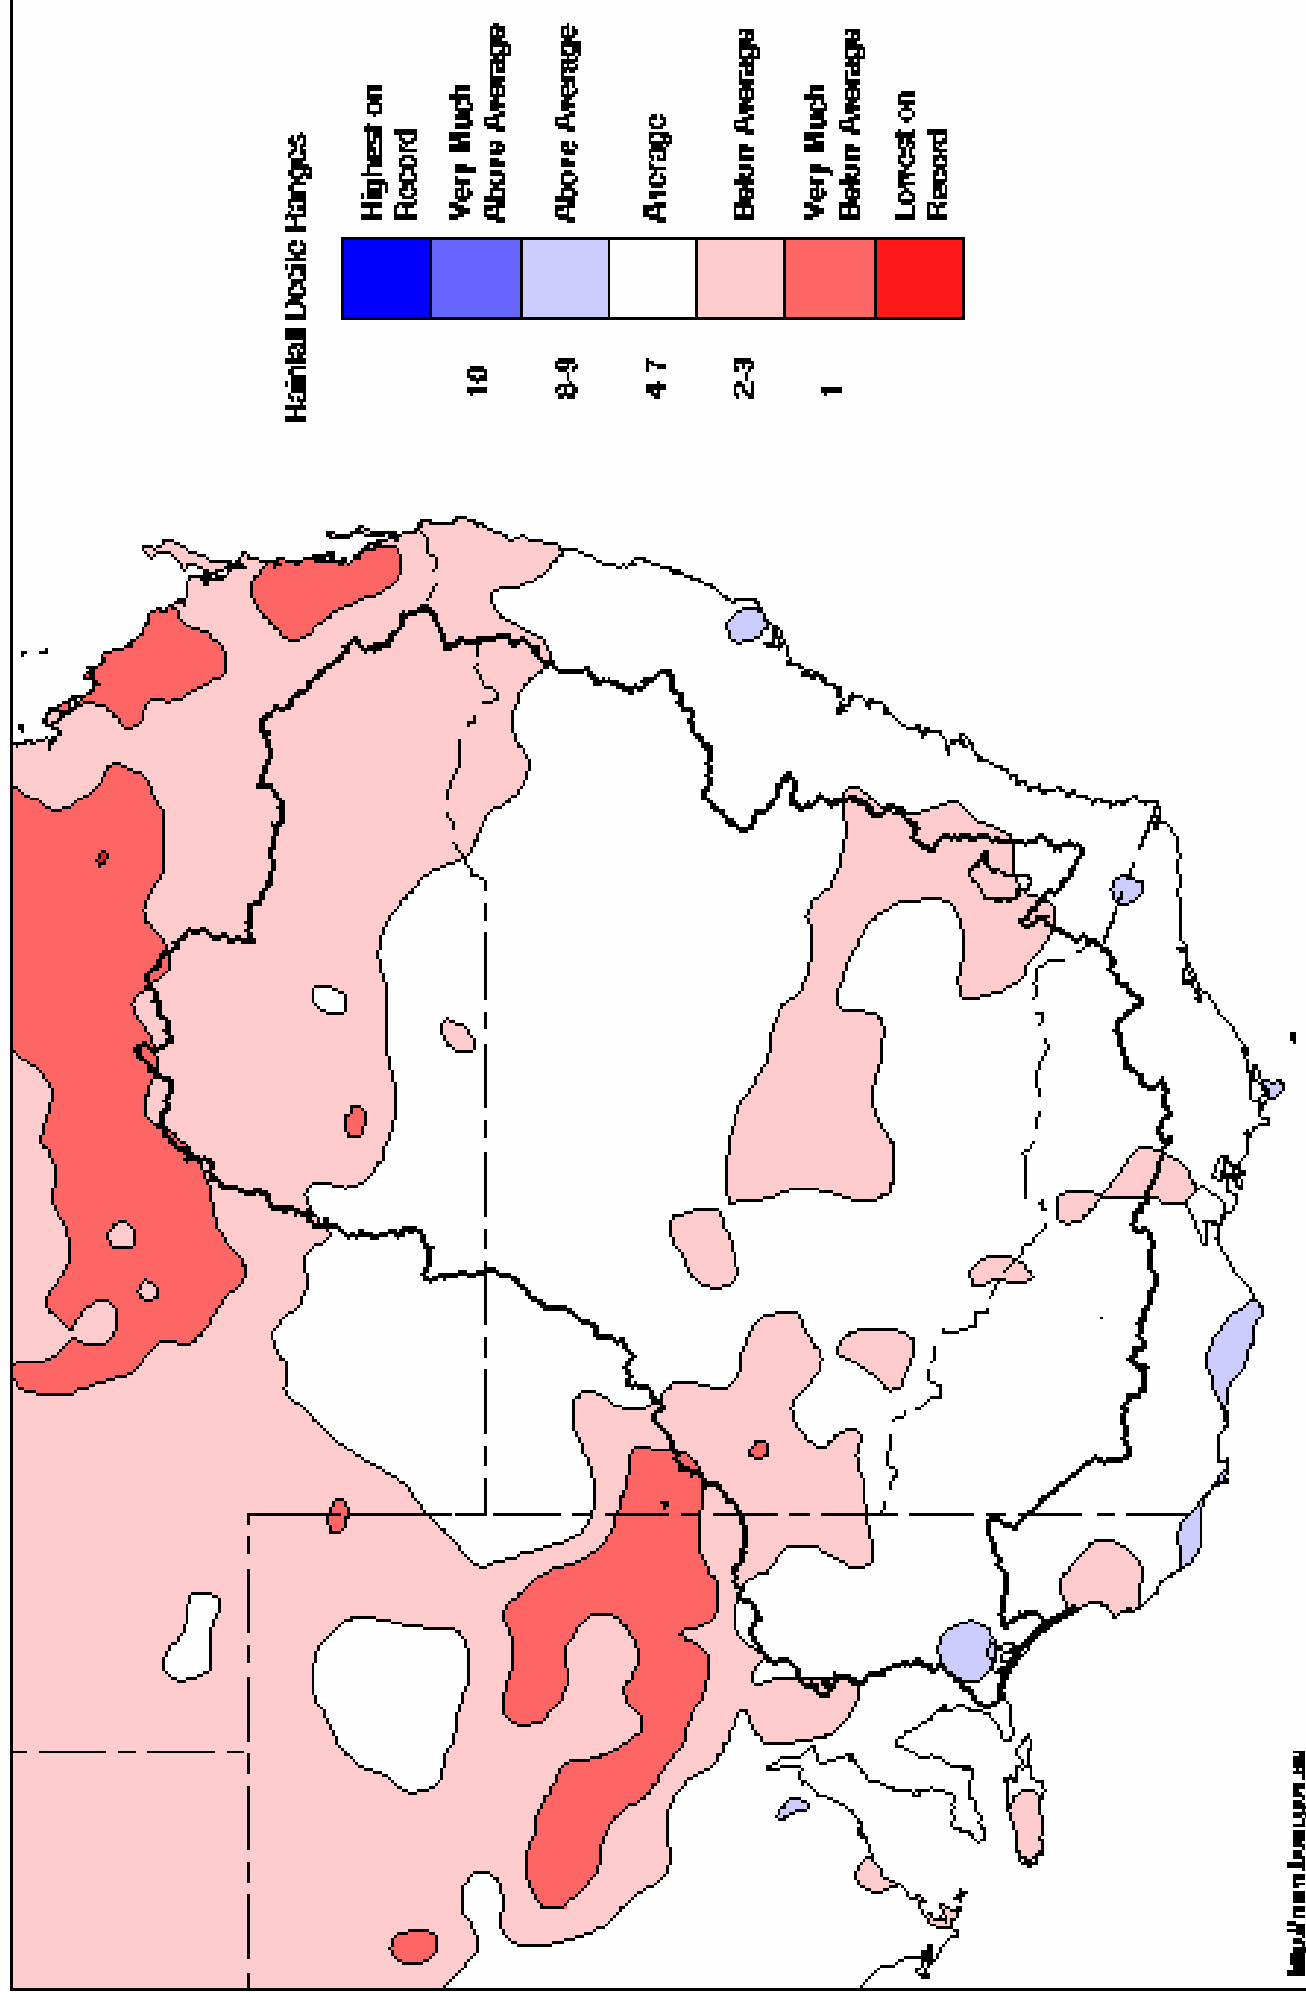 Rainfall Decile Ranges
Highest on
Record
10
Very Much
Above Average
8-9
Above Average
4-7
Average
2-3
Below Average
1
Very Much
Below Average
Lowest on
Record